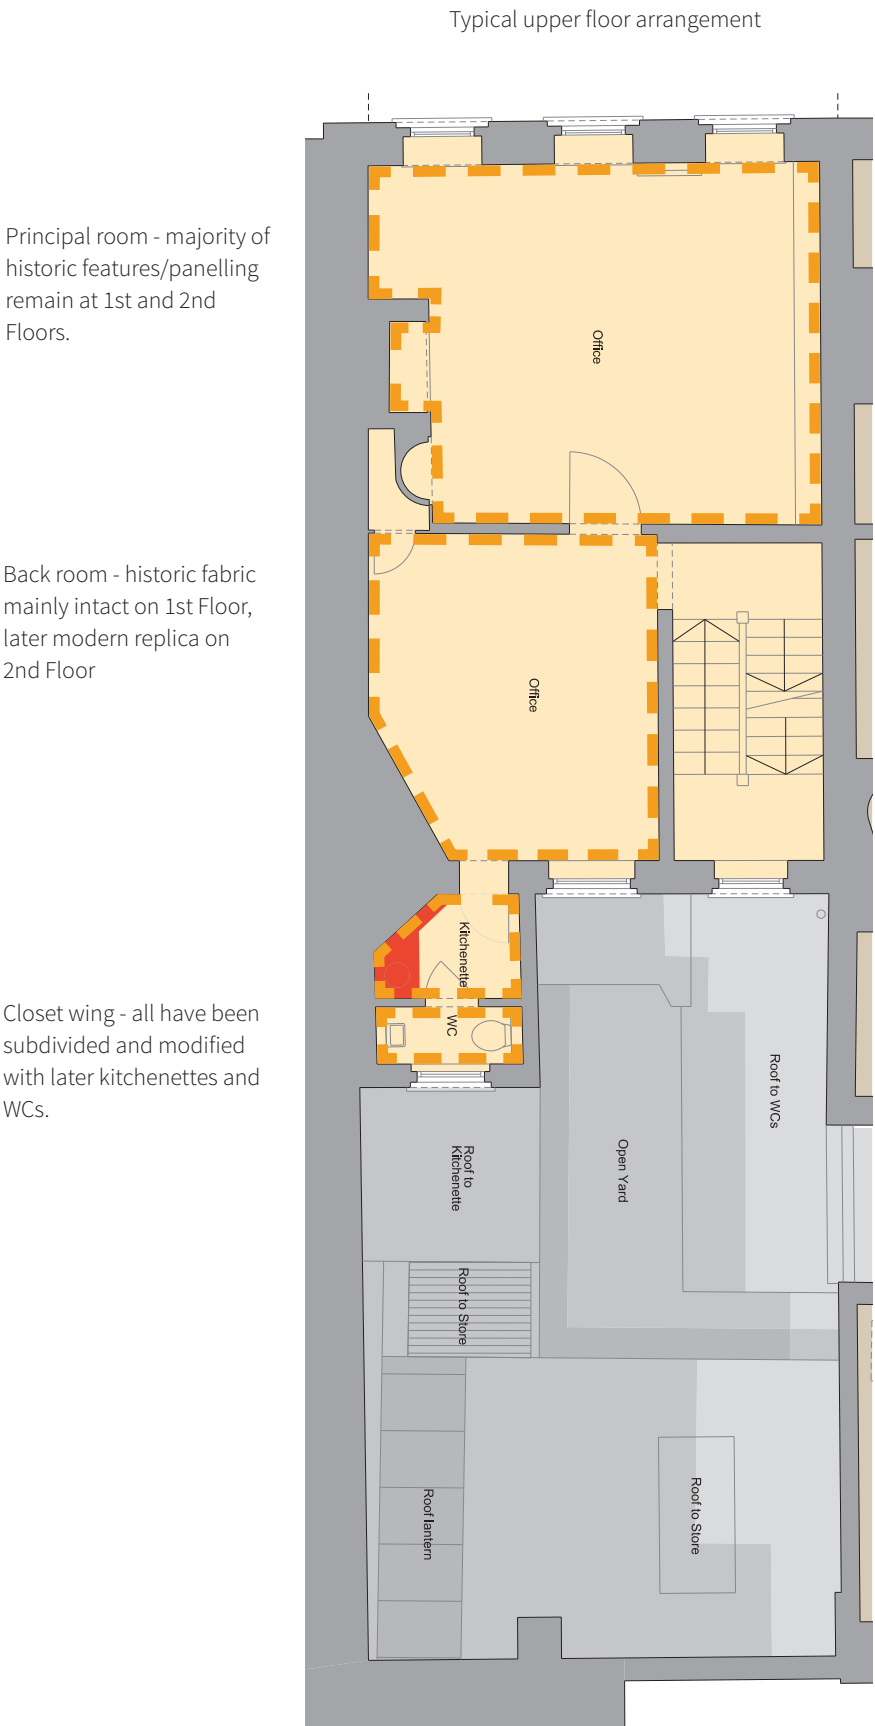 Typical upper floor arrangement
Principal room - majority of
historic features/panelling
remain at 1st and 2nd
Floors.
Office
Back room - historic fabric
mainly intact on 1st Floor,
later modern replica on
2nd Floor
Office
Kitchenette
WC
Closet wing - all have been
subdivided and modified
with later kitchenettes and
WCs.
Roof to WCs
Open Yard
Roof to
Kitchenette
Roof to Store
Roof lantern
Roof to Store